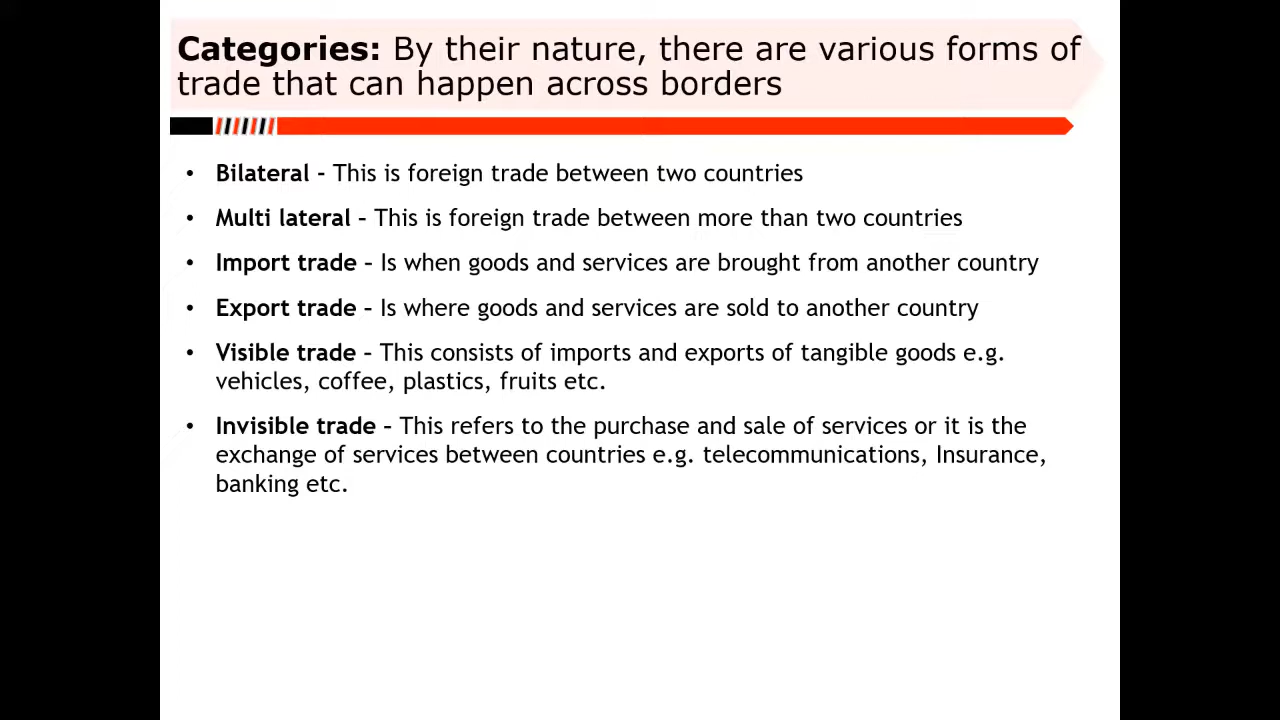 Categories: By their nature, there are various forms of
trade that can happen across borders
• Bilateral - This is foreign trade between two countries
• Multi lateral – This is foreign trade between more than two countries
• Import trade – Is when goods and services are brought from another country
• Export trade – Is where goods and services are sold to another country
• Visible trade – This consists of imports and exports of tangible goods e.g.
vehicles, coffee, plastics, fruits etc.
• Invisible trade – This refers to the purchase and sale of services or it is the
exchange of services between countries e.g. telecommunications, Insurance,
banking etc.